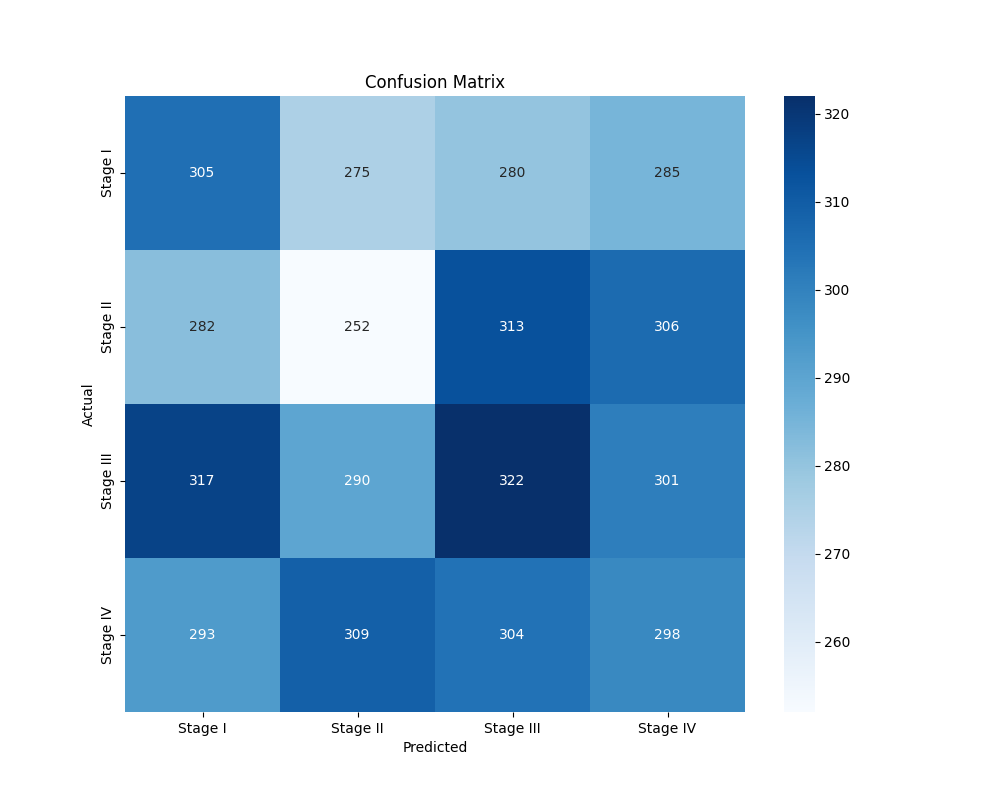 Confusion Matrix
Actual
Stage I
305 275 280 285
Stage II
282 252 313 306
Stage III
317 290 322 301
Stage IV
293 309 304 298
Stage I Stage II Stage III Stage IV
Predicted
320
310
300
290
280
270
260